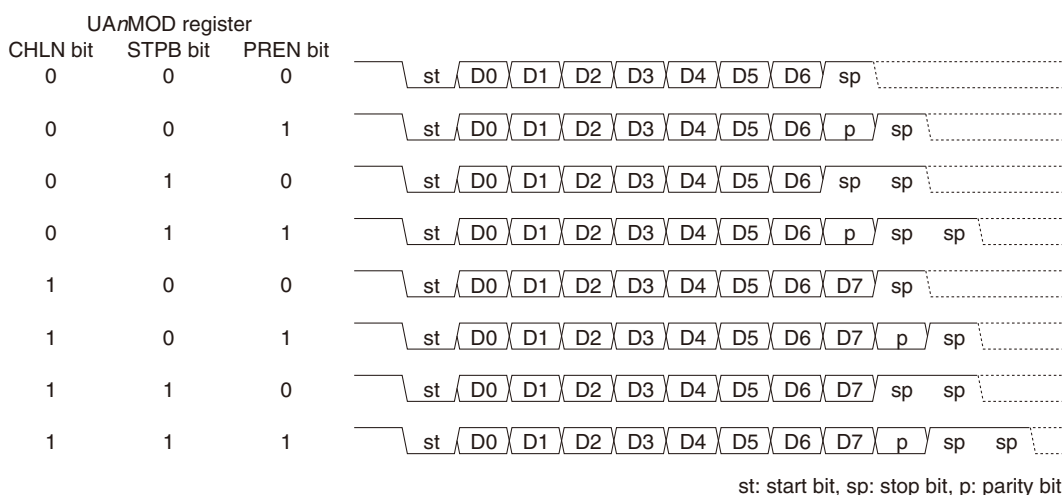 UAnMOD register
CHLN bit STPB bit PREN bit
0 0 0 st D0 D1 D2 D3 D4 D5 D6 sp
0 0 1 st D0 D1 D2 D3 D4 D5 D6 p sp
0 1 0 st D0 D1 D2 D3 D4 D5 D6 sp sp
0 1 1 st D0 D1 D2 D3 D4 D5 D6 p sp sp
1 0 0 st D0 D1 D2 D3 D4 D5 D6 D7 sp
1 0 1 st D0 D1 D2 D3 D4 D5 D6 D7 p sp
1 1 0 st D0 D1 D2 D3 D4 D5 D6 D7 sp sp
1 1 1 st D0 D1 D2 D3 D4 D5 D6 D7 p sp sp
st: start bit, sp: stop bit, p: parity bit